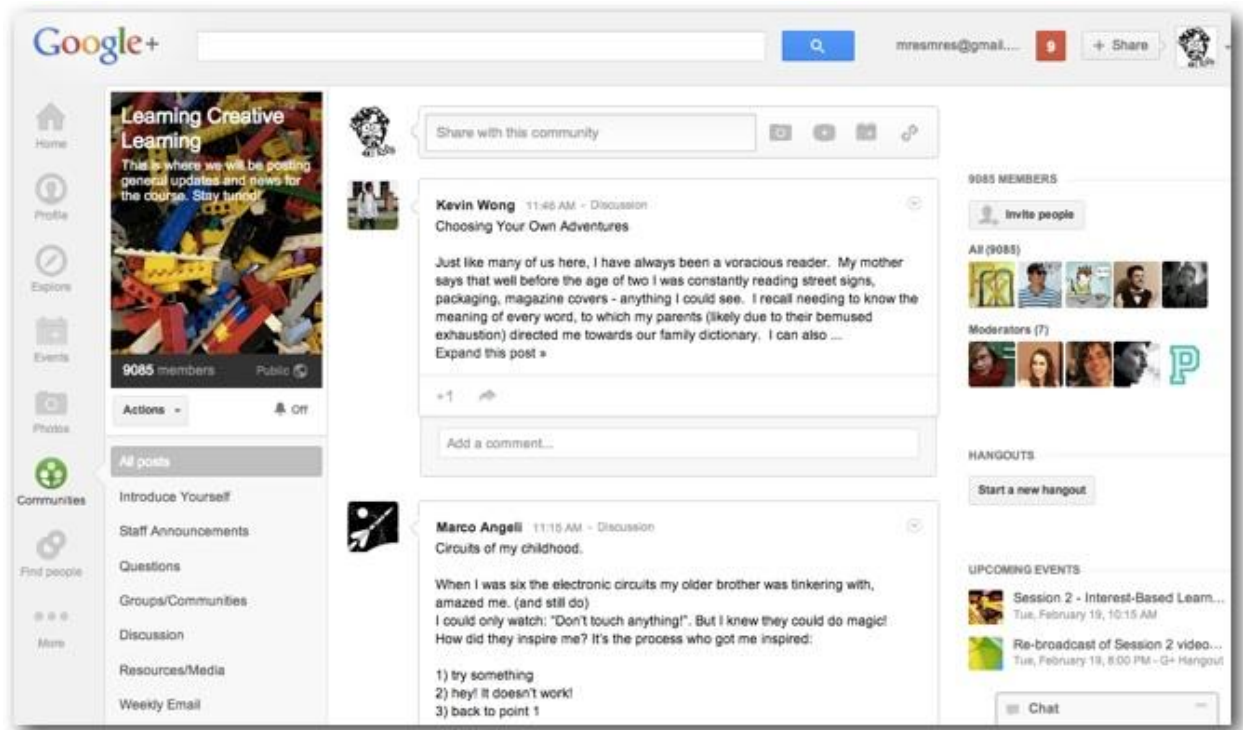 Google+
mresmres@gmail....
9
+ Share
Home
Profile
Explore
Events
Photos
Communities
Find people
More
Learning Creative
Learning
This is where we will be posting
general updates and news for
the course. Stay tuned!
9085 members
Public
Actions
Off
All posts
Introduce Yourself
Staff Announcements
Questions
Groups/Communities
Discussion
Resources/Media
Weekly Email
Share with this community
Kevin Wong 11:46 AM - Discussion
Choosing Your Own Adventures
Just like many of us here, I have always been a voracious reader. My mother
says that well before the age of two I was constantly reading street signs,
packaging, magazine covers - anything I could see. I recall needing to know the
meaning of every word, to which my parents (likely due to their bemused
exhaustion) directed me towards our family dictionary. I can also ...
Expand this post »
+1
Add a comment...
Marco Angeli 11:15 AM - Discussion
Circuits of my childhood.
When I was six the electronic circuits my older brother was tinkering with,
amazed me. (and still do)
I could only watch: "Don't touch anything!". But I knew they could do magic!
How did they inspire me? It's the process who got me inspired:
1) try something
2) hey! It doesn't work!
3) back to point 1
9085 MEMBERS
Invite people
All (9085)
Moderators (7)
P
HANGOUTS
Start a new hangout
UPCOMING EVENTS
Session 2 - Interest-Based Learn...
Tue, February 19, 10:15 AM
Re-broadcast of Session 2 video...
Tue, February 19, 8:00 PM - G+ Hangout
Chat